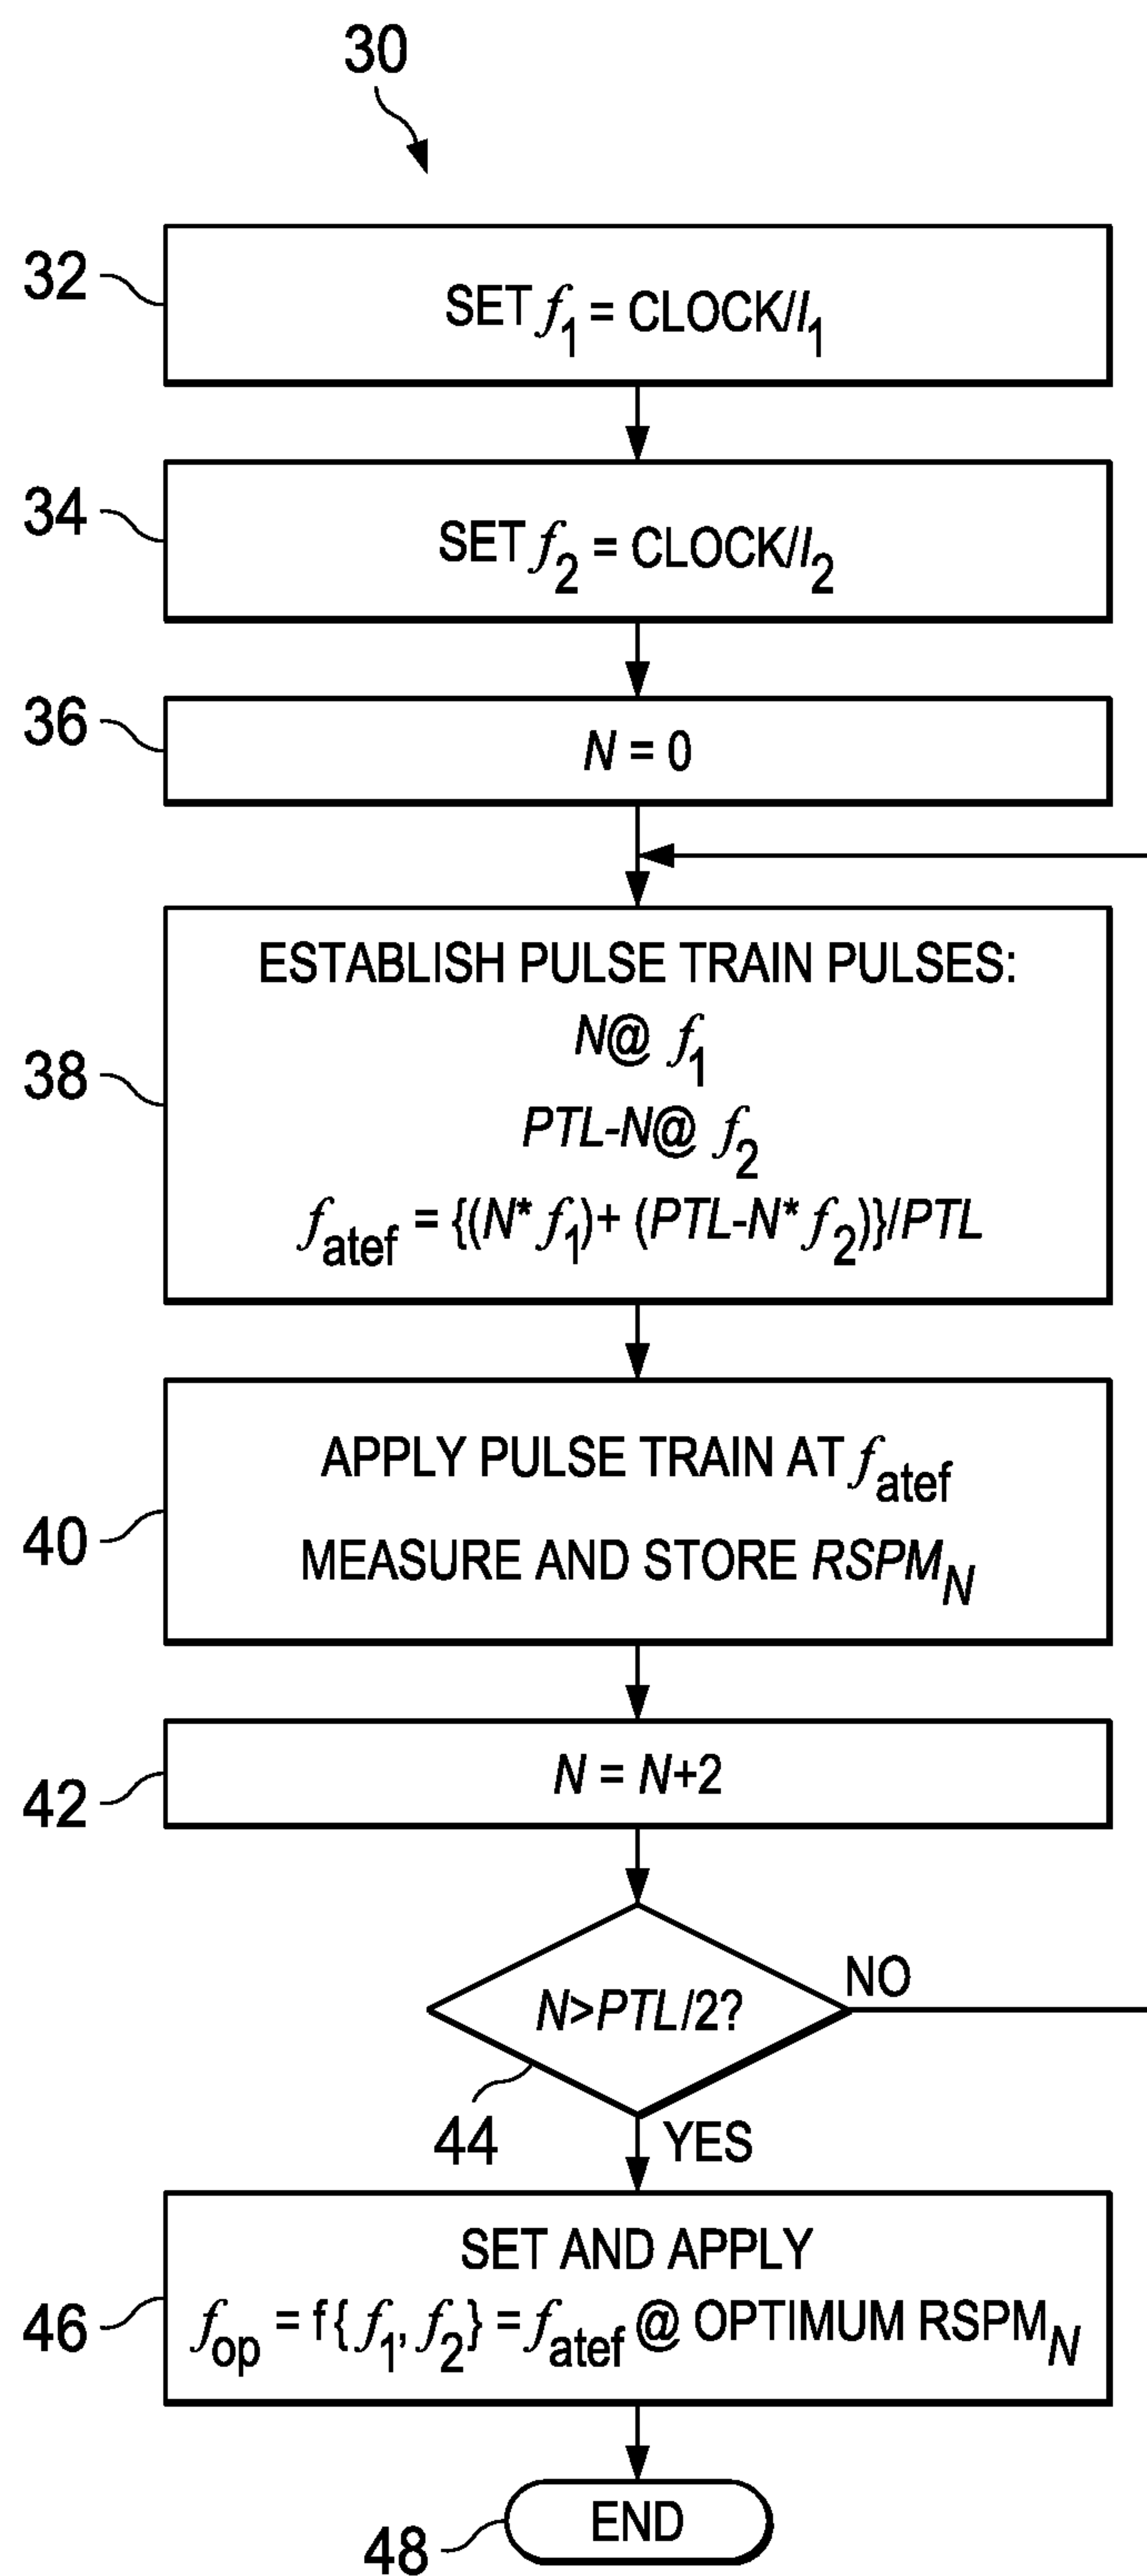 30
32
SET f1 = CLOCK//I1
34
SET f2 = CLOCK//I2
36
N = 0
38
ESTABLISH PULSE TRAIN PULSES:
N@ f1
PTL-N@ f2
fatef = {(N* f1)+ (PTL-N* f2)}/PTL
40
APPLY PULSE TRAIN AT fatef
MEASURE AND STORE RSPMN
42
N = N+2
N>PTL/2?
NO
44
YES
46
SET AND APPLY
fop = f{ f1, f2} = fatef @ OPTIMUM RSPMN
END
48